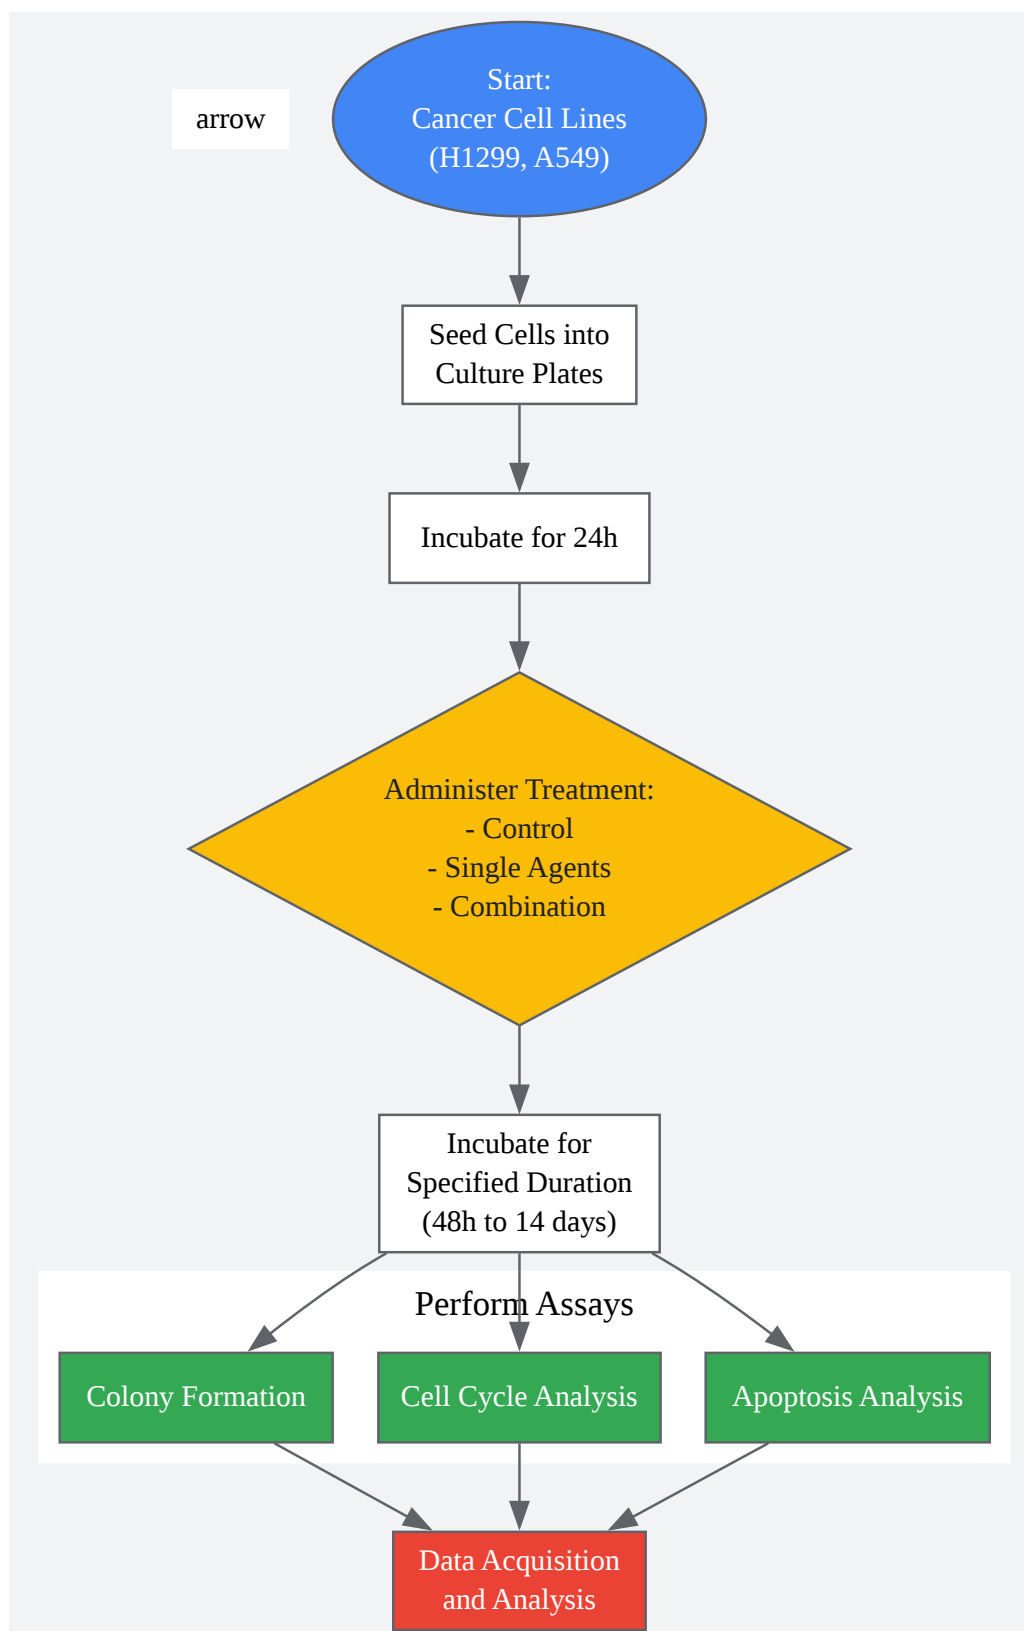 arrow
Start:
Cancer Cell Lines
(H1299, A549)
Seed Cells into
Culture Plates
Incubate for 24h
Administer Treatment:
- Control
- Single Agents
- Combination
Incubate for
Specified Duration
(48h to 14 days)
Perform Assays
Colony Formation
Cell Cycle Analysis
Apoptosis Analysis
Data Acquisition
and Analysis